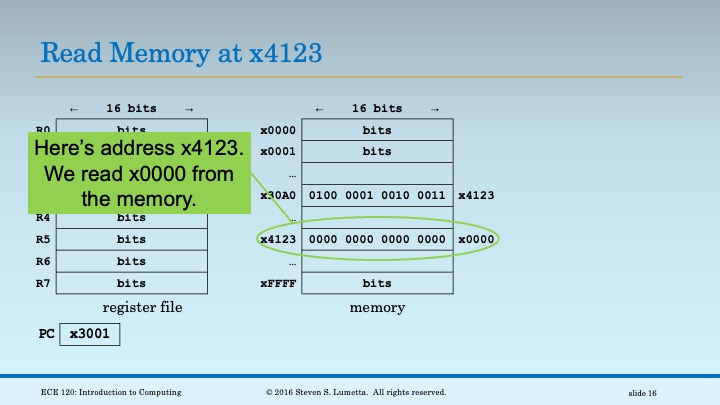 Read Memory at x4123
← 16 bits →
R0 bits
Here's address x4123.
We read x0000 from
the memory.
R4 bits
R5 bits
R6 bits
R7 bits
register file
PC x3001
← 16 bits →
x0000 bits
x0001 bits
…
x30A0 0100 0001 0010 0011 x4123
…
x4123 0000 0000 0000 0000 x0000
…
xFFFF bits
memory
ECE 120: Introduction to Computing
© 2016 Steven S. Lumetta. All rights reserved.
slide 16